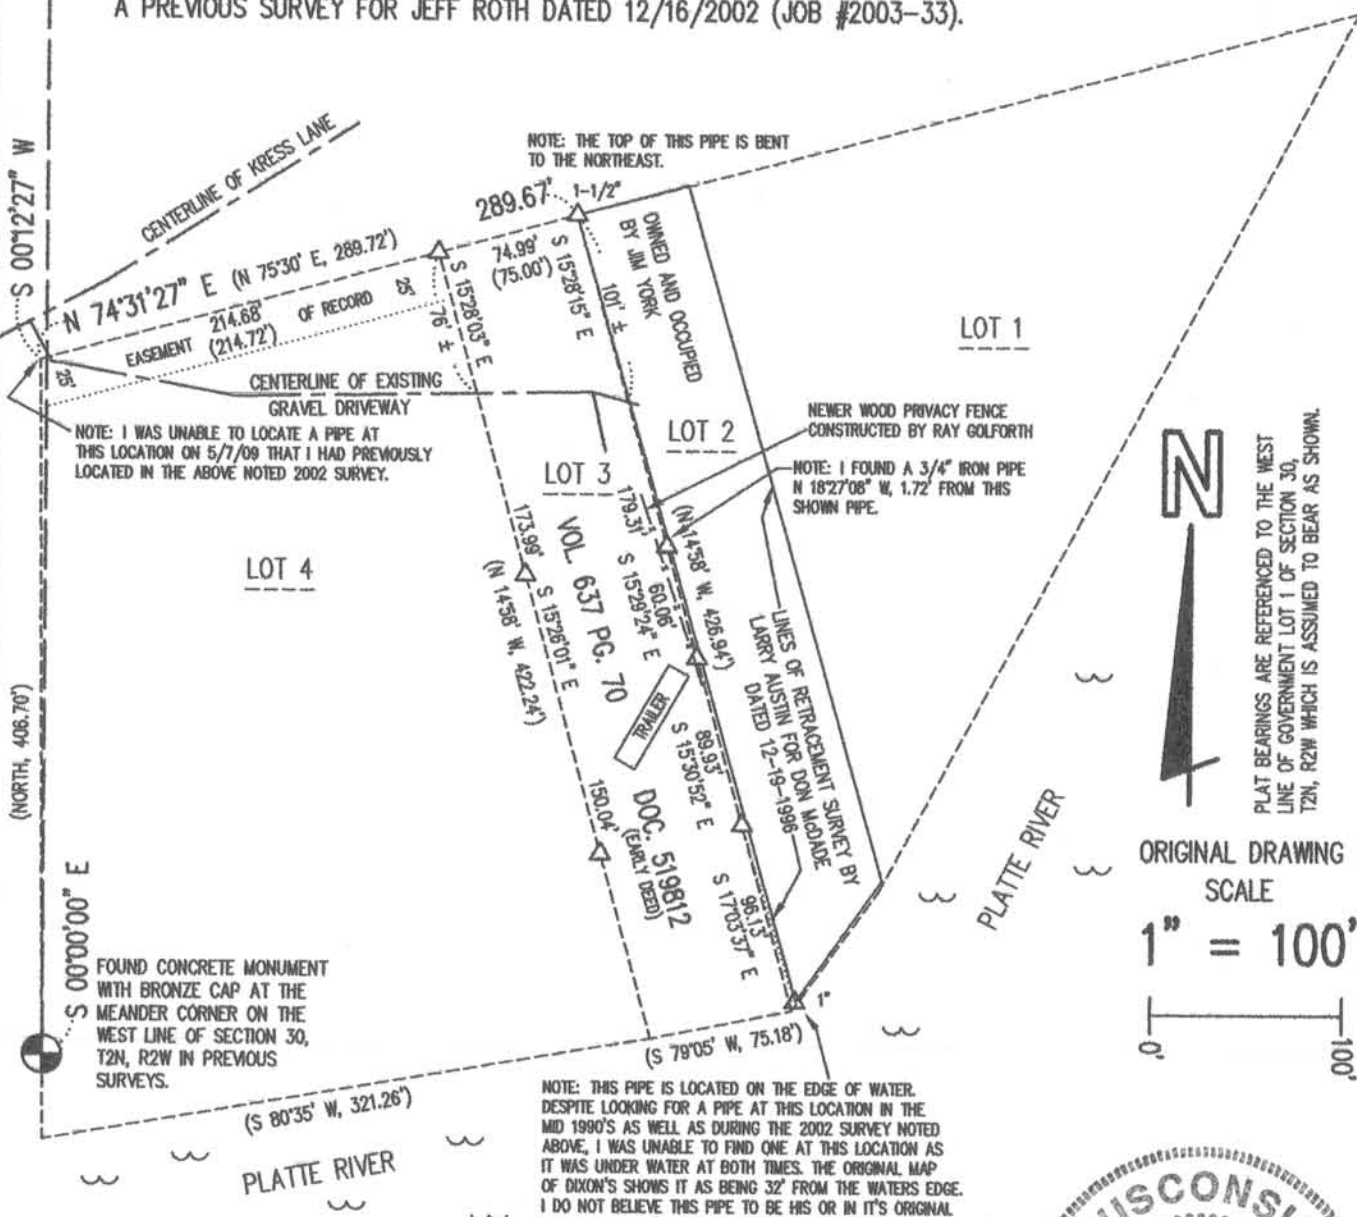 A PREVIOUS SURVEY FOR JEFF ROTH DATED 12/16/2002 (JOB #2003-33).
S 00°12'27" W
CENTERLINE OF KRESS LANE
NOTE: THE TOP OF THIS PIPE IS BENT
TO THE NORTHEAST.
289.67'
1-1/2"
N 74°31'27" E (N 75°30' E, 289.72')
74.99'
(75.00')
214.68'
(214.72')
EASEMENT
OF RECORD
25'
25'
S 15°28'03" E
76' ±
S 15°28'15" E
101' ±
OWNED AND OCCUPIED
BY JIM YORK
LOT 1
CENTERLINE OF EXISTING
GRAVEL DRIVEWAY
NOTE: I WAS UNABLE TO LOCATE A PIPE AT
THIS LOCATION ON 5/7/09 THAT I HAD PREVIOUSLY
LOCATED IN THE ABOVE NOTED 2002 SURVEY.
LOT 2
NEWER WOOD PRIVACY FENCE
CONSTRUCTED BY RAY GOLFORTH
NOTE: I FOUND A 3/4" IRON PIPE
N 18°27'08" W, 1.72' FROM THIS
SHOWN PIPE.
LOT 3
LOT 4
VOL. 637 PG. 70
DOC. 519812
(EARLY DEED)
173.99'
S 15°26'01" E
(N 14°58' W, 422.24')
150.04'
179.31'
S 15°29'24" E
60.06'
(N 14°58' W, 426.94')
TRAILER
89.93'
S 15°30'52" E
96.13'
S 17°03'37" E
LINES OF RETRACEMENT SURVEY BY
LARRY AUSTIN FOR DON McDADE
DATED 12-19-1996
N
PLAT BEARINGS ARE REFERENCED TO THE WEST
LINE OF GOVERNMENT LOT 1 OF SECTION 30,
T2N, R2W WHICH IS ASSUMED TO BEAR AS SHOWN.
PLATTE RIVER
ORIGINAL DRAWING
SCALE
1" = 100'
0'
100'
(NORTH, 406.70')
S 00°00'00" E
FOUND CONCRETE MONUMENT
WITH BRONZE CAP AT THE
MEANDER CORNER ON THE
WEST LINE OF SECTION 30,
T2N, R2W IN PREVIOUS
SURVEYS.
1"
(S 79°05' W, 75.18')
(S 80°35' W, 321.26')
PLATTE RIVER
NOTE: THIS PIPE IS LOCATED ON THE EDGE OF WATER.
DESPITE LOOKING FOR A PIPE AT THIS LOCATION IN THE
MID 1990'S AS WELL AS DURING THE 2002 SURVEY NOTED
ABOVE, I WAS UNABLE TO FIND ONE AT THIS LOCATION AS
IT WAS UNDER WATER AT BOTH TIMES. THE ORIGINAL MAP
OF DIXON'S SHOWS IT AS BEING 32' FROM THE WATERS EDGE.
I DO NOT BELIEVE THIS PIPE TO BE HIS OR IN IT'S ORIGINAL